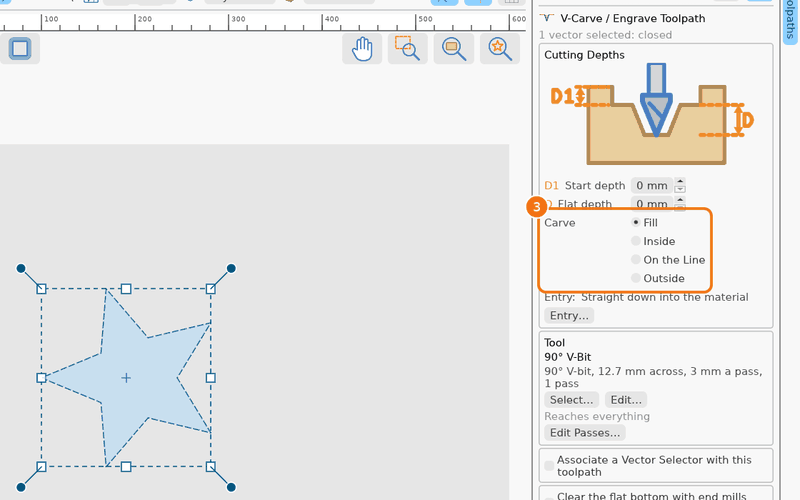 100
200
300
400
500
600
V-Carve / Engrave Toolpath
1 vector selected: closed
Cutting Depths
D1
D
D1 Start depth 0 mm
Flat depth 0 mm
3
Carve
Fill
Inside
On the Line
Outside
Entry: Straight down into the material
Entry...
Tool
90° V-Bit
90° V-bit, 12.7 mm across, 3 mm a pass,
1 pass
Select... Edit...
Reaches everything
Edit Passes...
Associate a Vector Selector with this
toolpath
Clear the flat bottom with end mills